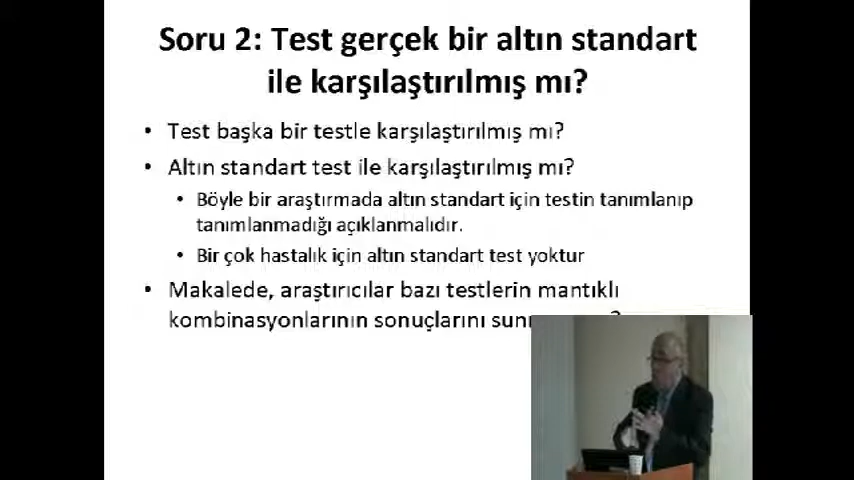 Soru 2: Test gerçek bir altın standart
ile karşılaştırılmış mı?
• Test başka bir testle karşılaştırılmış mı?
• Altın standart test ile karşılaştırılmış mı?
• Böyle bir araştırmada altın standart için testin tanımlanıp
tanımlanmadığı açıklanmalıdır.
• Bir çok hastalık için altın standart test yoktur
• Makalede, araştırıcılar bazı testlerin mantıklı
kombinasyonlarının sonuçlarını